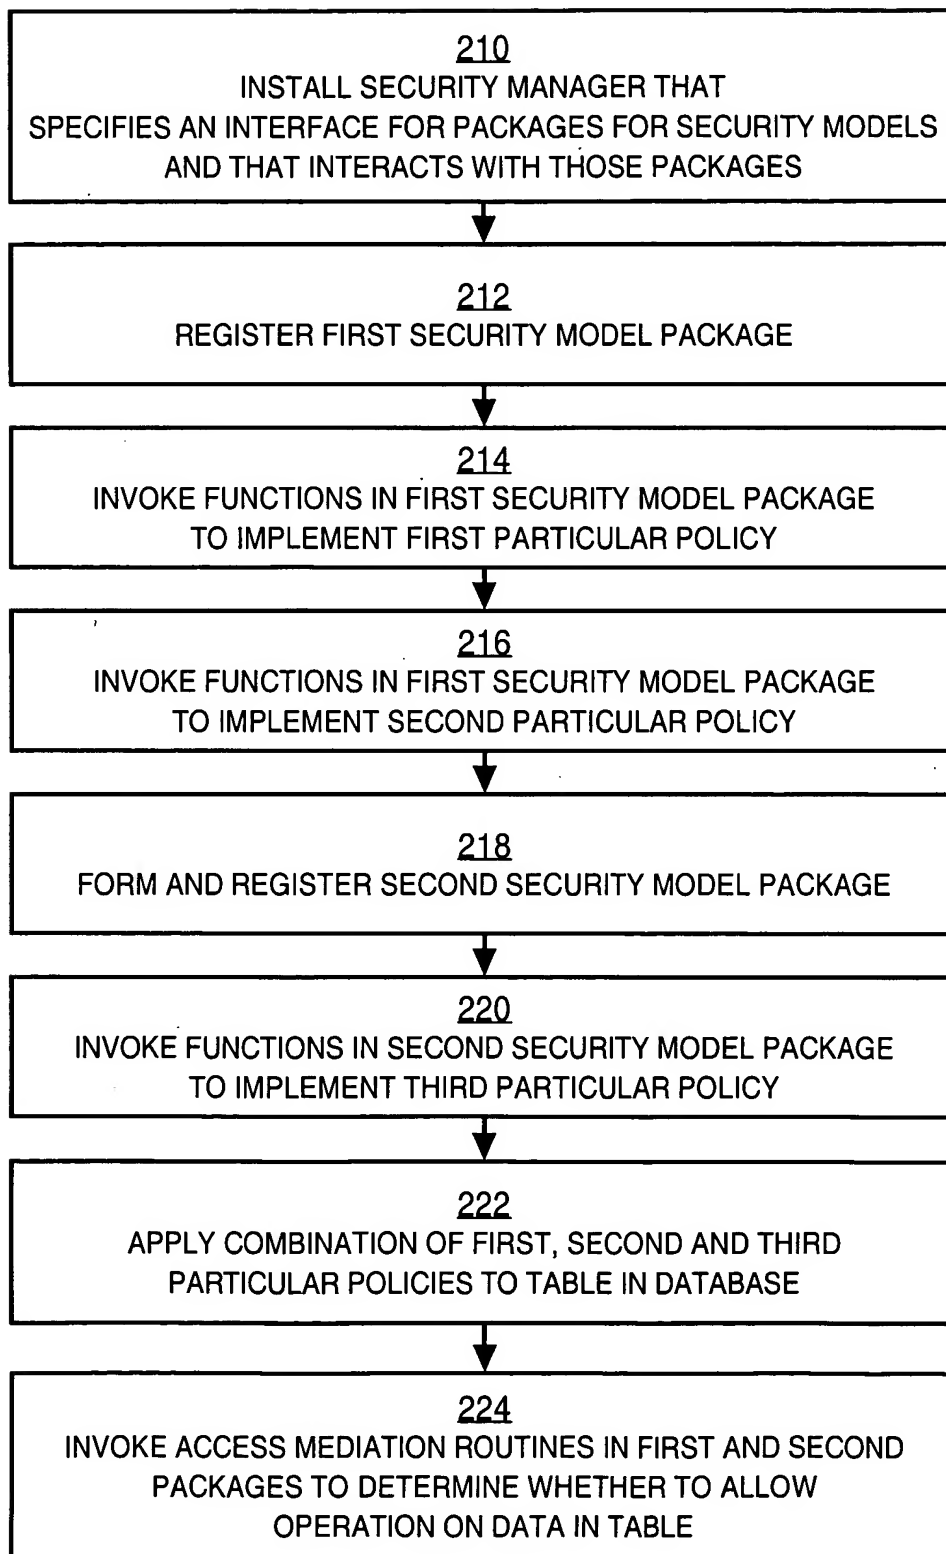 210
INSTALL SECURITY MANAGER THAT
SPECIFIES AN INTERFACE FOR PACKAGES FOR SECURITY MODELS
AND THAT INTERACTS WITH THOSE PACKAGES
212
REGISTER FIRST SECURITY MODEL PACKAGE
214
INVOKE FUNCTIONS IN FIRST SECURITY MODEL PACKAGE
TO IMPLEMENT FIRST PARTICULAR POLICY
216
INVOKE FUNCTIONS IN FIRST SECURITY MODEL PACKAGE
TO IMPLEMENT SECOND PARTICULAR POLICY
218
FORM AND REGISTER SECOND SECURITY MODEL PACKAGE
220
INVOKE FUNCTIONS IN SECOND SECURITY MODEL PACKAGE
TO IMPLEMENT THIRD PARTICULAR POLICY
222
APPLY COMBINATION OF FIRST, SECOND AND THIRD
PARTICULAR POLICIES TO TABLE IN DATABASE
224
INVOKE ACCESS MEDIATION ROUTINES IN FIRST AND SECOND
PACKAGES TO DETERMINE WHETHER TO ALLOW
OPERATION ON DATA IN TABLE